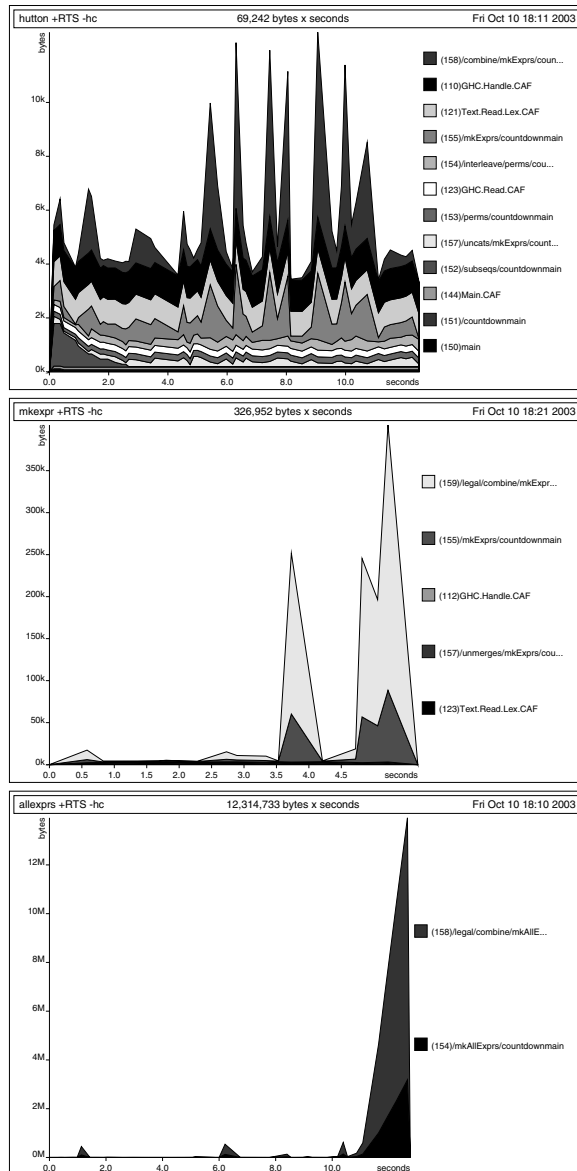 hutton +RTS -hc 69,242 bytes x seconds Fri Oct 10 18:11 2003
bytes
10k
8k
6k
4k
2k
0k
0.0 2.0 4.0 6.0 8.0 10.0 seconds
(158)/combine/mkExprs/coun...
(110)GHC.Handle.CAF
(121)Text.Read.Lex.CAF
(155)/mkExprs/countdownmain
(154)/interleave/perms/cou...
(123)GHC.Read.CAF
(153)/perms/countdownmain
(157)/uncats/mkExprs/count...
(152)/subseqs/countdownmain
(144)Main.CAF
(151)/countdownmain
(150)main
mkexpr +RTS -hc 326,952 bytes x seconds Fri Oct 10 18:21 2003
bytes
350k
300k
250k
200k
150k
100k
50k
0k
0.0 0.5 1.0 1.5 2.0 2.5 3.0 3.5 4.0 4.5 seconds
(159)/legal/combine/mkExpr...
(155)/mkExprs/countdownmain
(112)GHC.Handle.CAF
(157)/unmerges/mkExprs/cou...
(123)Text.Read.Lex.CAF
allexprs +RTS -hc 12,314,733 bytes x seconds Fri Oct 10 18:10 2003
bytes
12M
10M
8M
6M
4M
2M
0M
0.0 2.0 4.0 6.0 8.0 10.0 seconds
(158)/legal/combine/mkAllE...
(154)/mkAllExprs/countdownmain